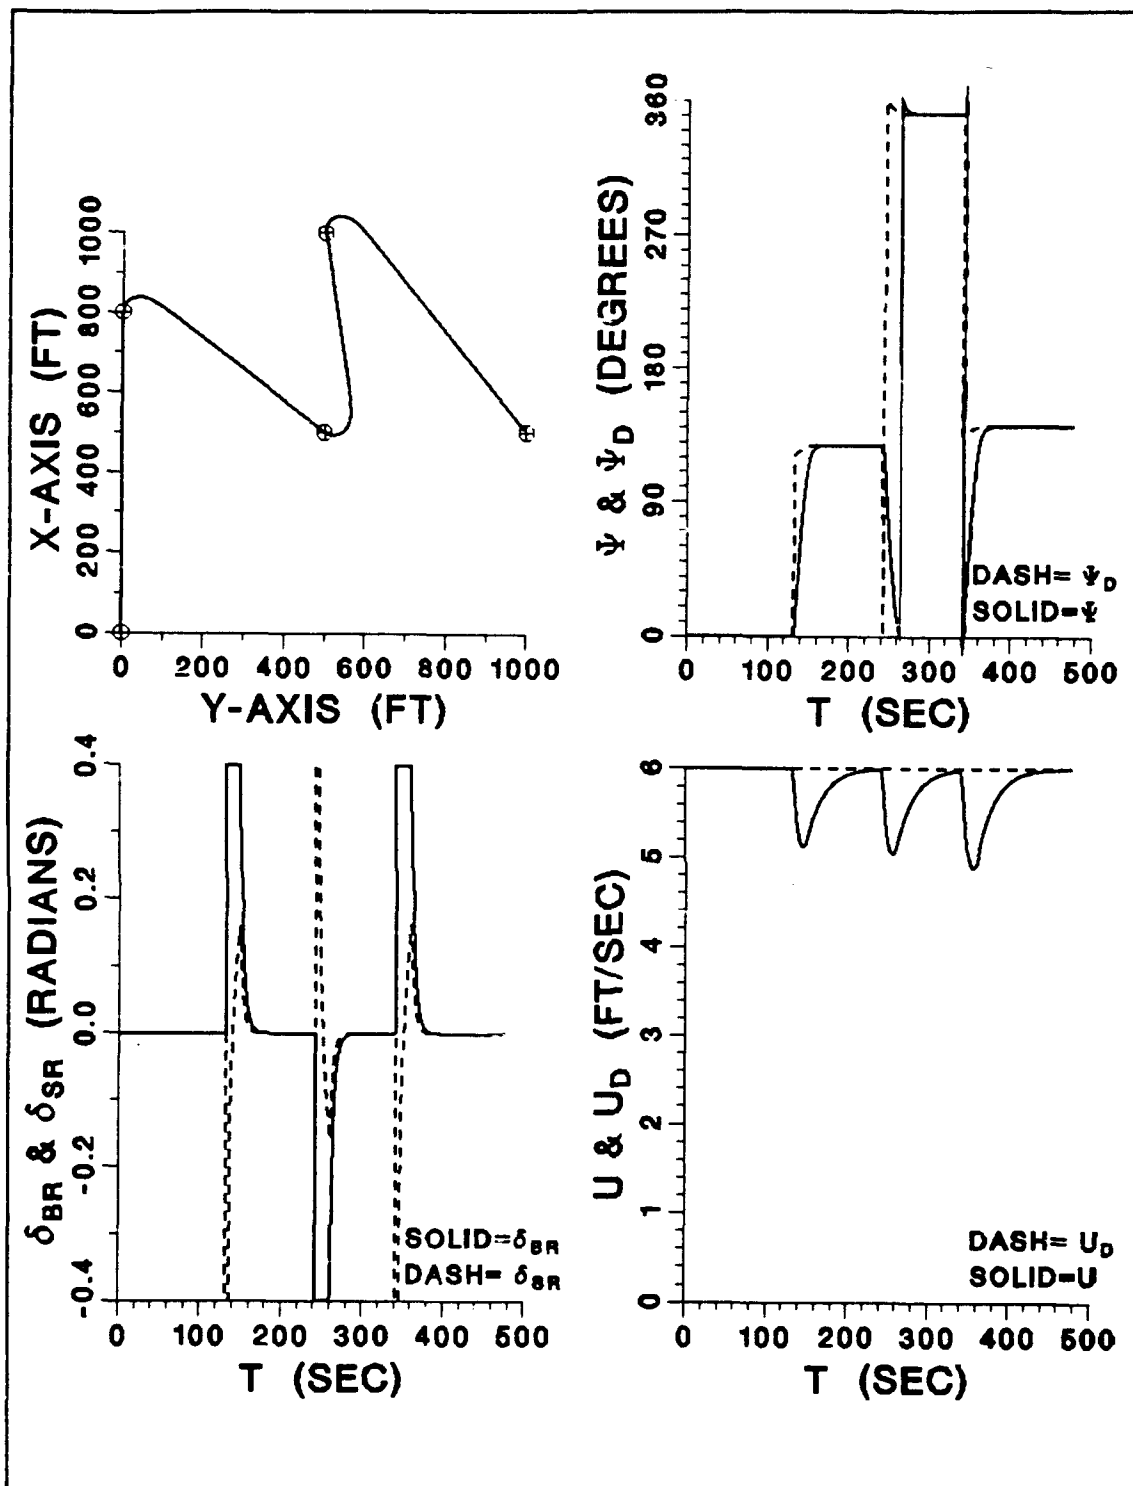 X-AXIS (FT)
1000
800
600
400
200
0
0 200 400 600 800 1000
Y-AXIS (FT)
Ψ & Ψ_D (DEGREES)
360
270
180
90
0
DASH= Ψ_D
SOLID=Ψ
0 100 200 300 400 500
T (SEC)
δ_BR & δ_SR (RADIANS)
0.4
0.2
0.0
-0.2
-0.4
SOLID=δ_BR
DASH= δ_SR
0 100 200 300 400 500
T (SEC)
U & U_D (FT/SEC)
6
5
4
3
2
1
0
DASH= U_D
SOLID=U
0 100 200 300 400 500
T (SEC)